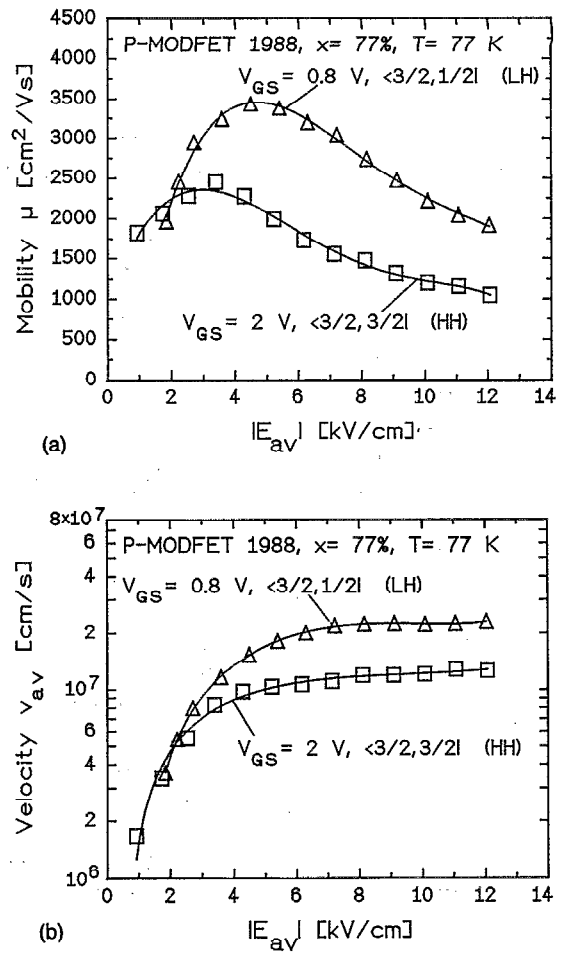 4500
4000
3500
3000
2500
2000
1500
1000
500
0
Mobility μ [cm²/Vs]
P-MODFET 1988, x= 77%, T= 77 K
V_GS = 0.8 V, <3/2,1/2| (LH)
V_GS = 2 V, <3/2,3/2| (HH)
0 2 4 6 8 10 12 14
|E_av| [kV/cm]
(a)
8×10⁷
6
4
2
10⁷
6
4
2
10⁶
Velocity v_av [cm/s]
P-MODFET 1988, x= 77%, T= 77 K
V_GS = 0.8 V, <3/2,1/2| (LH)
V_GS = 2 V, <3/2,3/2| (HH)
0 2 4 6 8 10 12 14
|E_av| [kV/cm]
(b)